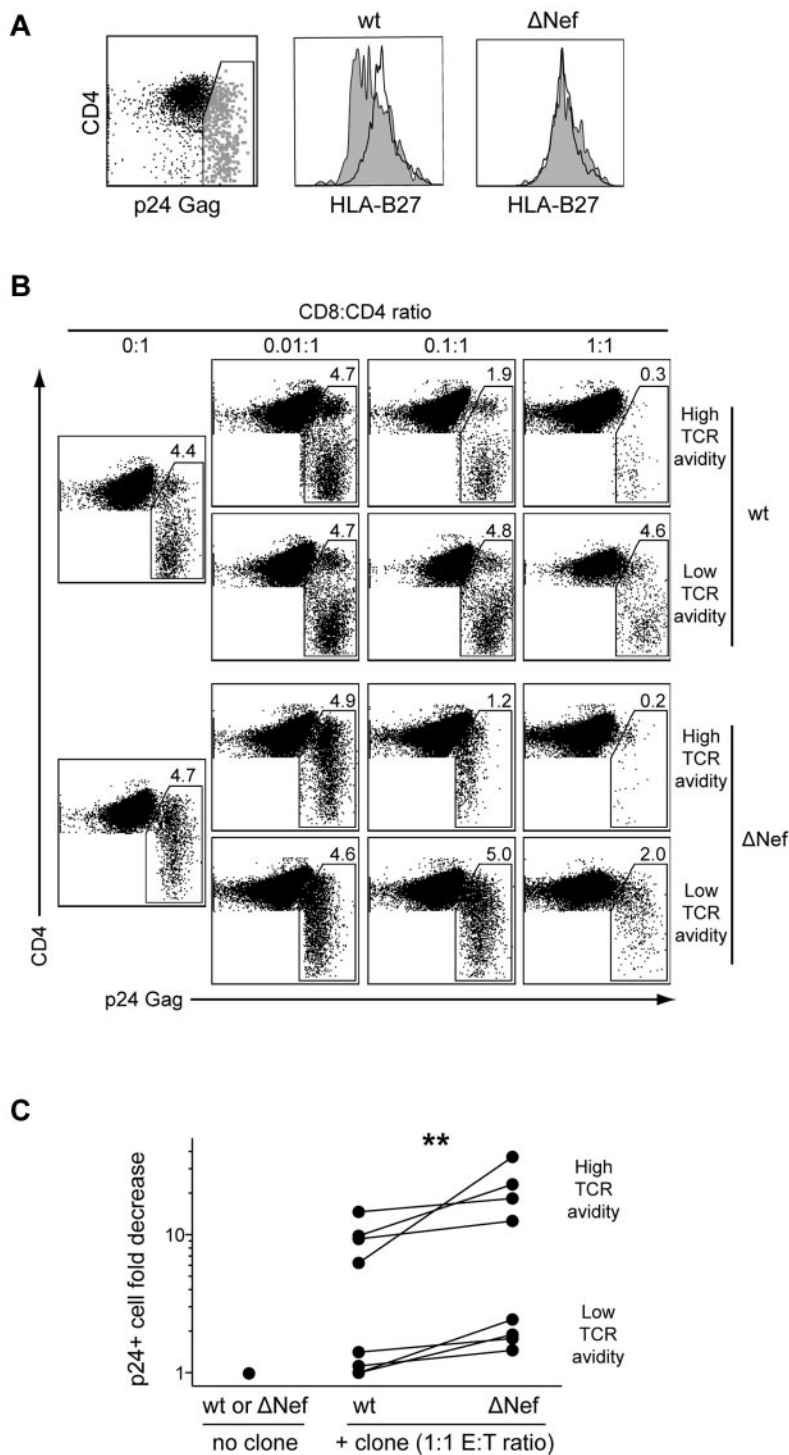 A
wt
ΔNef
CD4
p24 Gag
HLA-B27
HLA-B27
B
CD8:CD4 ratio
0:1
0.01:1
0.1:1
1:1
4.7
1.9
0.3
High
TCR
avidity
4.4
wt
4.7
4.8
4.6
Low
TCR
avidity
4.9
1.2
0.2
High
TCR
avidity
4.7
ΔNef
4.6
5.0
2.0
Low
TCR
avidity
CD4
p24 Gag
C
**
p24+ cell fold decrease
10
1
High
TCR
avidity
Low
TCR
avidity
wt or ΔNef
wt
ΔNef
no clone
+ clone (1:1 E:T ratio)